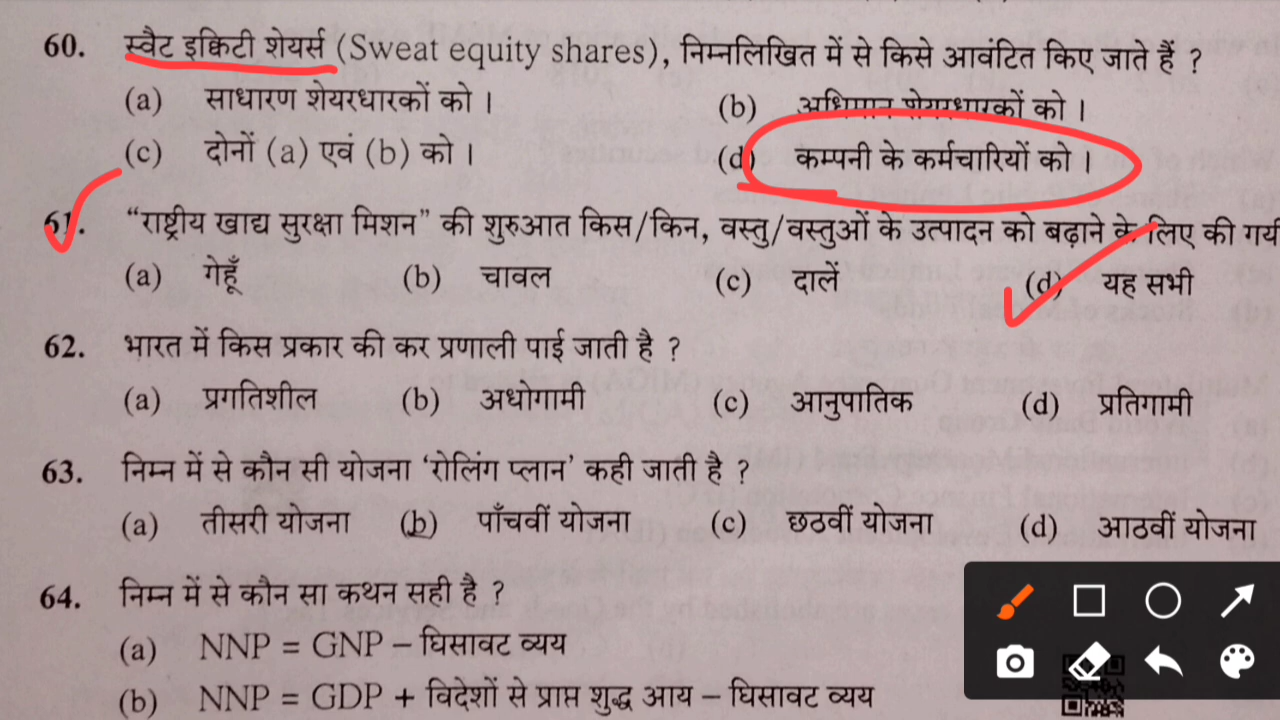 60. स्वैट इक्विटी शेयर्स (Sweat equity shares), निम्नलिखित में से किसे आवंटित किए जाते हैं ?
(a) साधारण शेयरधारकों को । (b) अधिमान शेयरधारकों को ।
(c) दोनों (a) एवं (b) को । (d) कम्पनी के कर्मचारियों को ।
61. “राष्ट्रीय खाद्य सुरक्षा मिशन” की शुरुआत किस/किन, वस्तु/वस्तुओं के उत्पादन को बढ़ाने के लिए की गयी
(a) गेहूँ (b) चावल (c) दालें (d) यह सभी
62. भारत में किस प्रकार की कर प्रणाली पाई जाती है ?
(a) प्रगतिशील (b) अधोगामी (c) आनुपातिक (d) प्रतिगामी
63. निम्न में से कौन सी योजना ‘रोलिंग प्लान’ कही जाती है ?
(a) तीसरी योजना (b) पाँचवीं योजना (c) छठवीं योजना (d) आठवीं योजना
64. निम्न में से कौन सा कथन सही है ?
(a) NNP = GNP – घिसावट व्यय
(b) NNP = GDP + विदेशों से प्राप्त शुद्ध आय – घिसावट व्यय